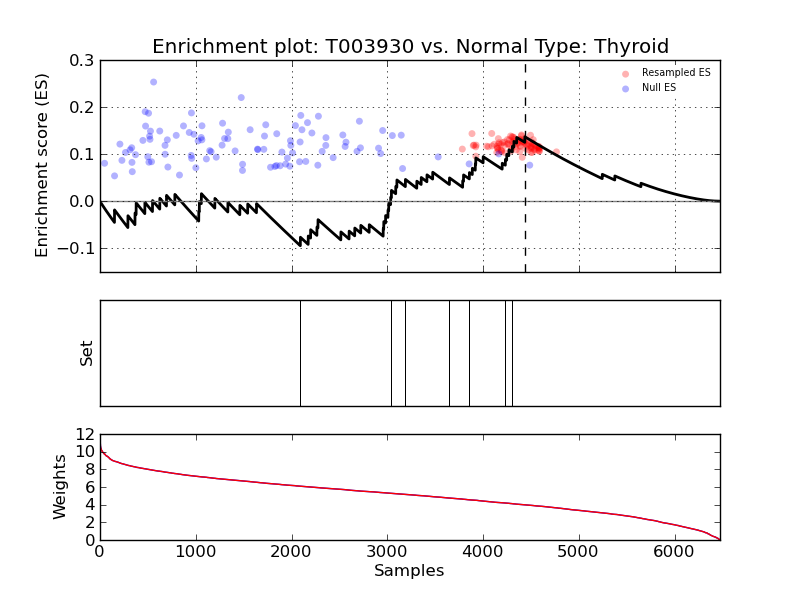 Enrichment plot: T003930 vs. Normal Type: Thyroid
Enrichment score (ES)
0.3
0.2
0.1
0.0
−0.1
Resampled ES
Null ES
Set
Weights
12
10
8
6
4
2
0
0 1000 2000 3000 4000 5000 6000
Samples